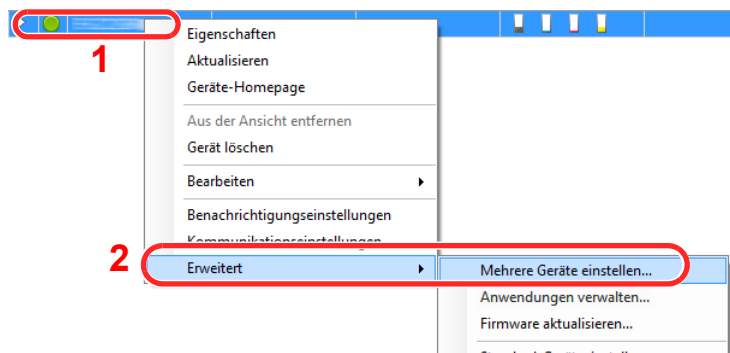 1
Eigenschaften
Aktualisieren
Geräte-Homepage
Aus der Ansicht entfernen
Gerät löschen
Bearbeiten
Benachrichtigungseinstellungen
Kommunikationseinstellungen
2
Erweitert
Mehrere Geräte einstellen...
Anwendungen verwalten...
Firmware aktualisieren...